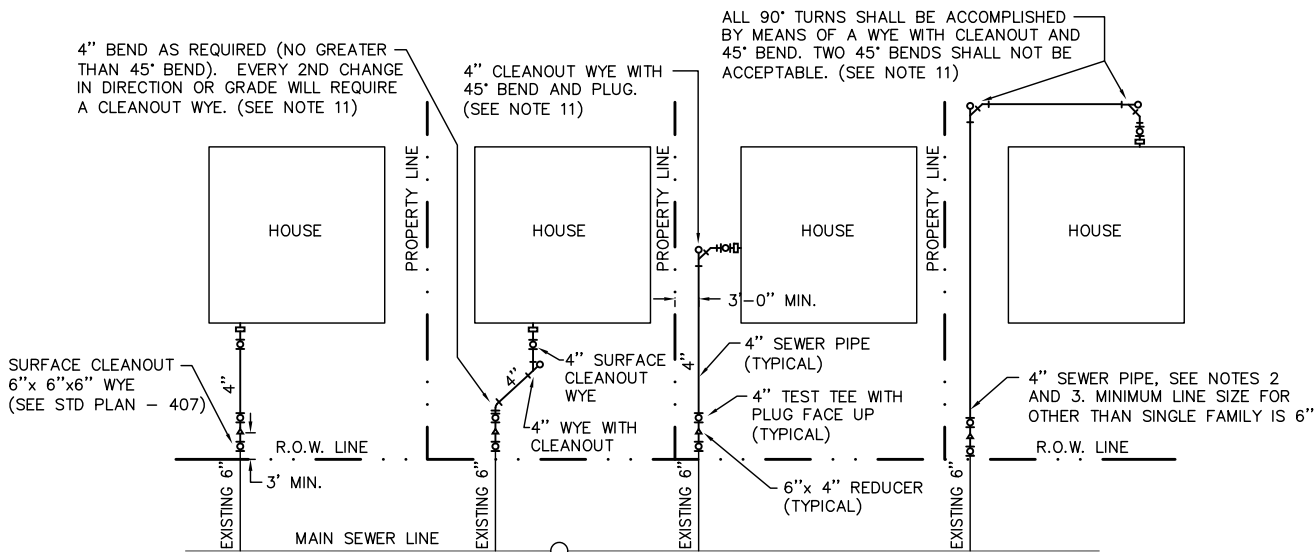 ALL 90° TURNS SHALL BE ACCOMPLISHED
BY MEANS OF A WYE WITH CLEANOUT AND
45° BEND. TWO 45° BENDS SHALL NOT BE
ACCEPTABLE. (SEE NOTE 11)
4" BEND AS REQUIRED (NO GREATER
THAN 45° BEND). EVERY 2ND CHANGE
IN DIRECTION OR GRADE WILL REQUIRE
A CLEANOUT WYE. (SEE NOTE 11)
4" CLEANOUT WYE WITH
45° BEND AND PLUG.
(SEE NOTE 11)
PROPERTY LINE
PROPERTY LINE
PROPERTY LINE
HOUSE
HOUSE
HOUSE
HOUSE
3'-0" MIN.
SURFACE CLEANOUT
6"x 6"x6" WYE
(SEE STD PLAN - 407)
4"
4"
4" SURFACE
CLEANOUT
WYE
4" WYE WITH
CLEANOUT
4"
4" SEWER PIPE
(TYPICAL)
4" TEST TEE WITH
PLUG FACE UP
(TYPICAL)
4" SEWER PIPE, SEE NOTES 2
AND 3. MINIMUM LINE SIZE FOR
OTHER THAN SINGLE FAMILY IS 6"
R.O.W. LINE
R.O.W. LINE
3' MIN.
6"x 4" REDUCER
(TYPICAL)
EXISTING 6"
EXISTING 6"
EXISTING 6"
EXISTING 6"
MAIN SEWER LINE